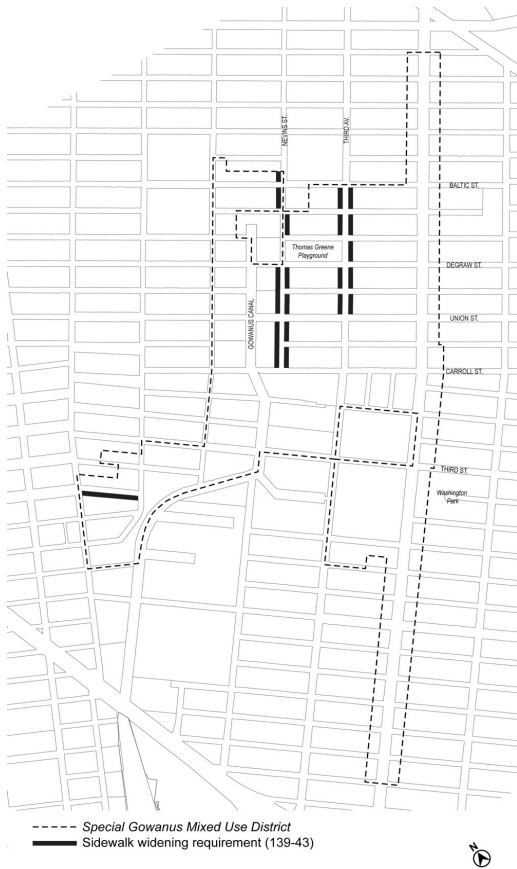 NEVINS ST.
THIRD AV.
BALTIC ST.
Thomas Greene
Playground
DEGRAW ST.
GOWANUS CANAL
UNION ST.
CARROLL ST.
THIRD ST.
Washington
Park
Special Gowanus Mixed Use District
Sidewalk widening requirement (139-43)
N